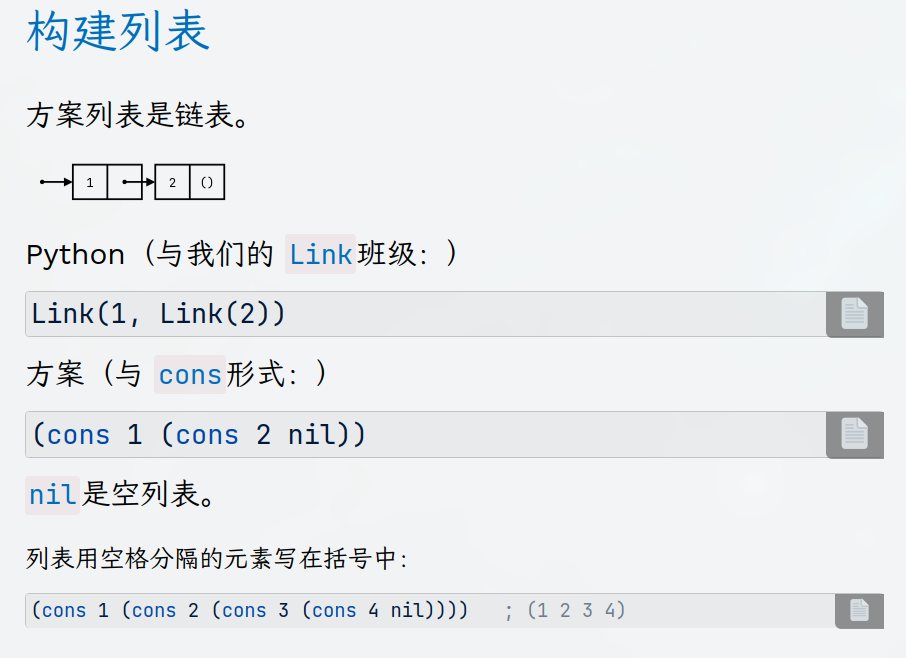 构建列表
方案列表是链表。
1 2 ()
Python（与我们的 Link班级：）
Link(1, Link(2))
方案（与 cons形式：）
(cons 1 (cons 2 nil))
nil是空列表。
列表用空格分隔的元素写在括号中：
(cons 1 (cons 2 (cons 3 (cons 4 nil)))) ; (1 2 3 4)